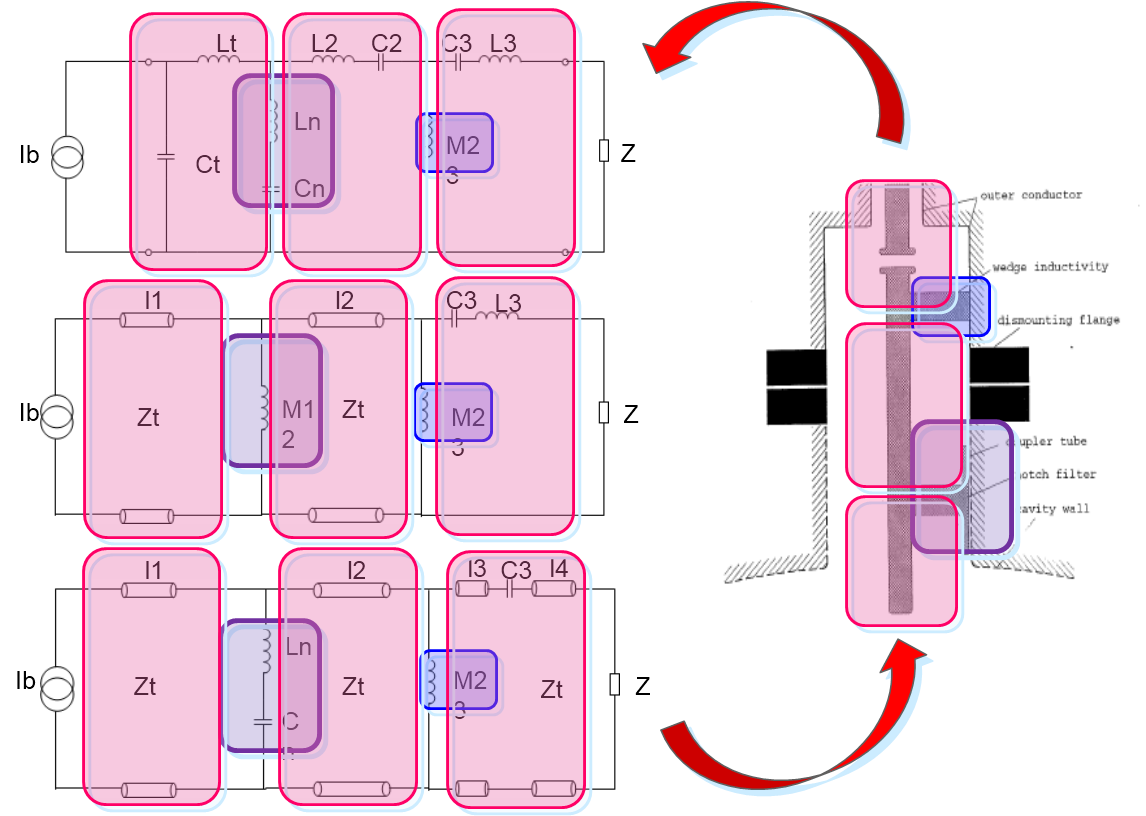 Lt
L2
C2
C3
L3
Ib
Ct
Ln
Cn
M2
3
Z
l1
l2
C3
L3
Ib
Zt
M1
2
Zt
M2
3
Z
l1
l2
l3
C3
l4
Ib
Zt
Ln
C
Zt
M2
3
Zt
Z
outer conductor
wedge inductivity
dismounting flange
coupler tube
notch filter
cavity wall